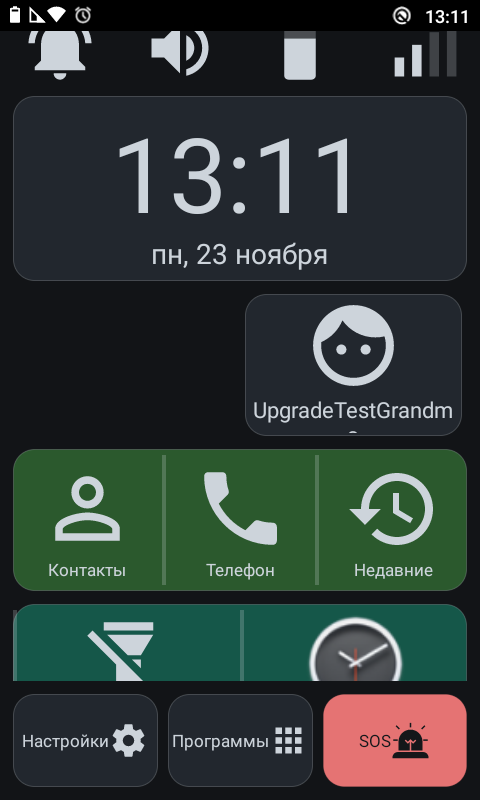 13:11
13:11
пн, 23 ноября
UpgradeTestGrandm
Контакты
Телефон
Недавние
Настройки
Программы
SOS